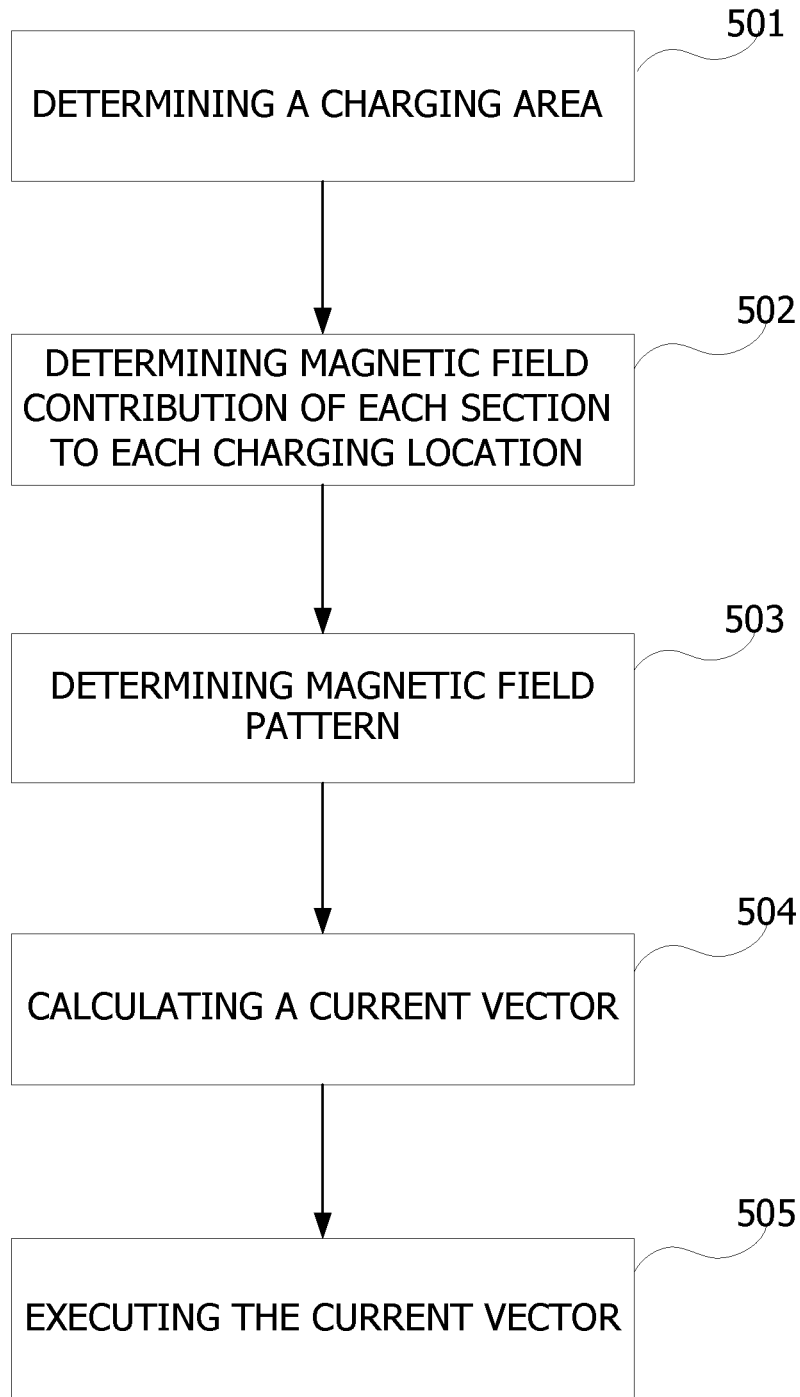 501
DETERMINING A CHARGING AREA
502
DETERMINING MAGNETIC FIELD
CONTRIBUTION OF EACH SECTION
TO EACH CHARGING LOCATION
503
DETERMINING MAGNETIC FIELD
PATTERN
504
CALCULATING A CURRENT VECTOR
505
EXECUTING THE CURRENT VECTOR